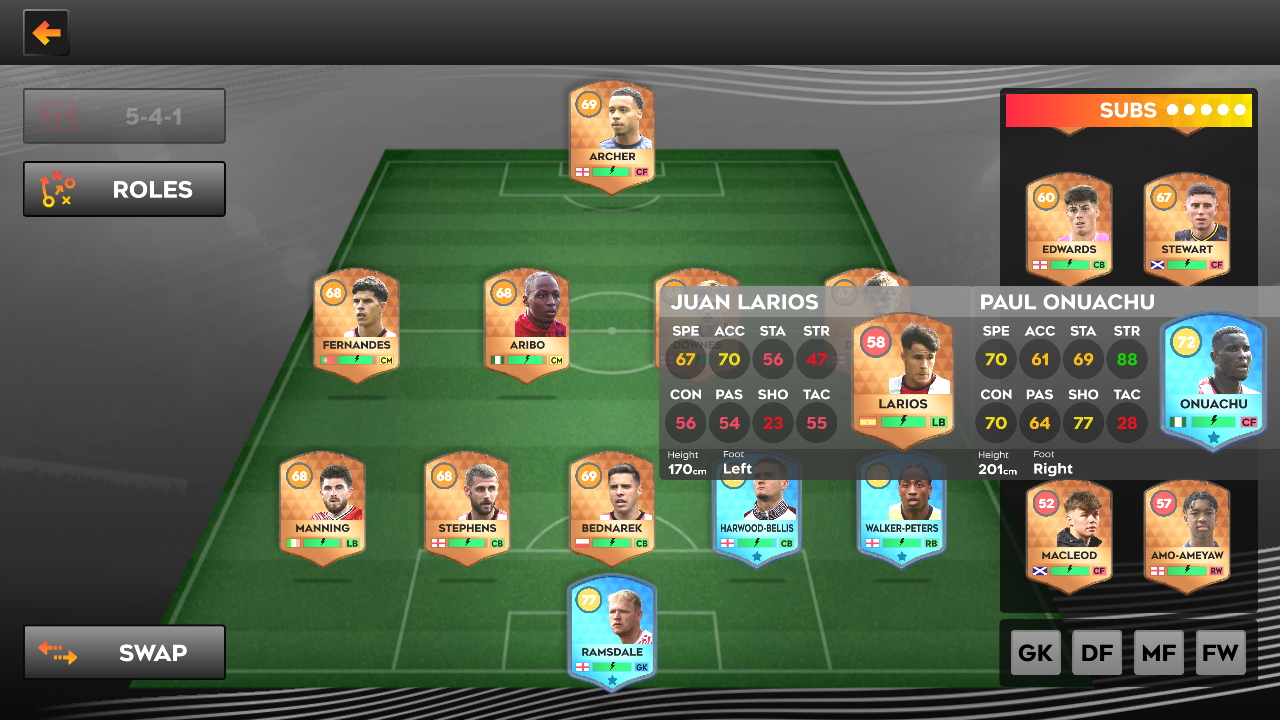 5-4-1
ROLES
69
ARCHER
CF
SUBS
60
EDWARDS
CB
67
STEWART
CF
68
FERNANDES
CM
68
ARIBO
CM
DOWNES
67
JUAN LARIOS
SPE ACC STA STR
67 70 56 47
CON PAS SHO TAC
56 54 23 55
Height Foot
170cm Left
58
LARIOS
LB
PAUL ONUACHU
SPE ACC STA STR
70 61 69 88
CON PAS SHO TAC
70 64 77 28
Height Foot
201cm Right
72
ONUACHU
CF
68
MANNING
LB
68
STEPHENS
CB
69
BEDNAREK
CB
HARWOOD-BELLIS
CB
WALKER-PETERS
RB
52
MACLEOD
CF
57
AMO-AMEYAW
RW
77
RAMSDALE
GK
SWAP
GK DF MF FW